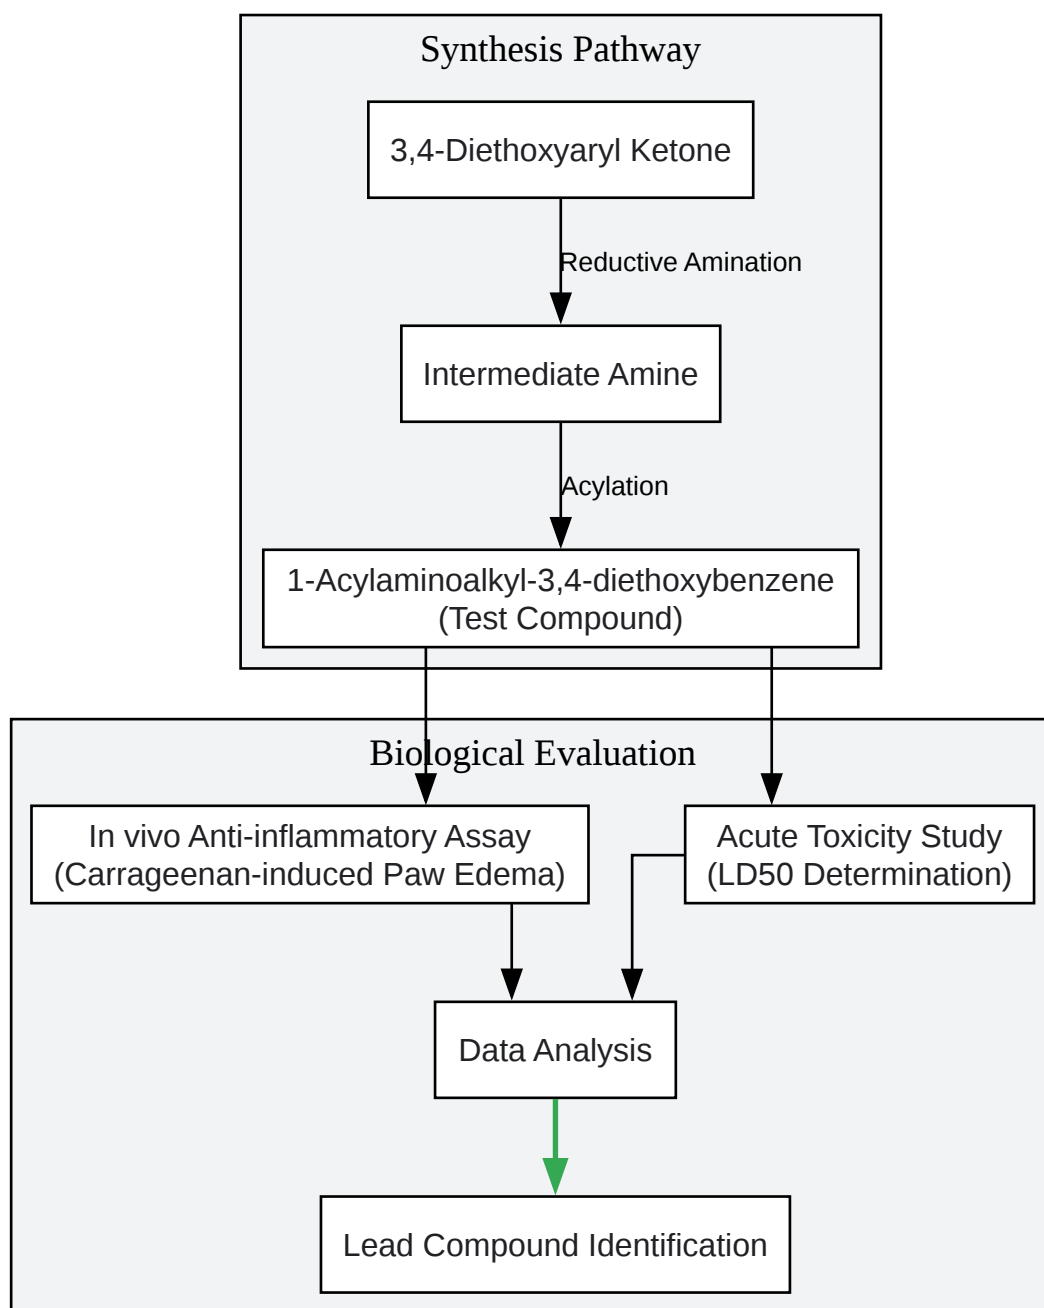 Synthesis Pathway
3,4-Diethoxyaryl Ketone
Reductive Amination
Intermediate Amine
Acylation
1-Acylaminoalkyl-3,4-diethoxybenzene
(Test Compound)
Biological Evaluation
In vivo Anti-inflammatory Assay
(Carrageenan-induced Paw Edema)
Acute Toxicity Study
(LD50 Determination)
Data Analysis
Lead Compound Identification